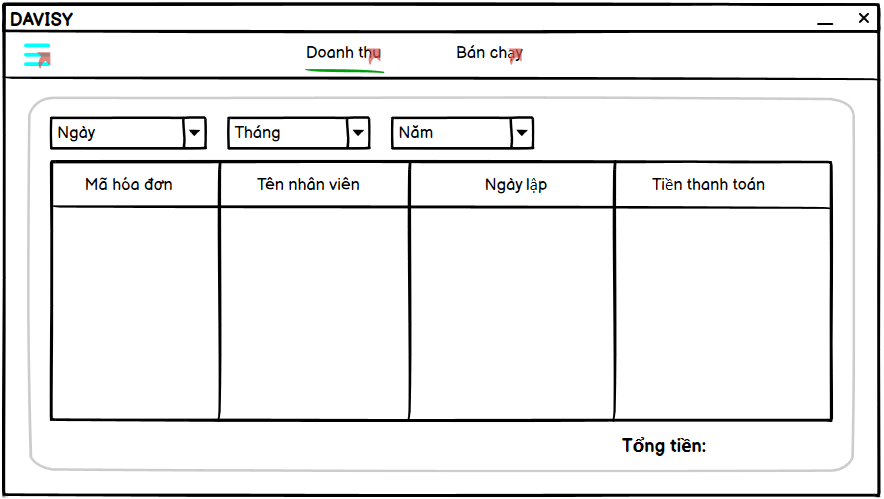 DAVISY
Doanh thu Bán chạy
Ngày Tháng Năm
Mã hóa đơn Tên nhân viên Ngày lập Tiền thanh toán
Tổng tiền: